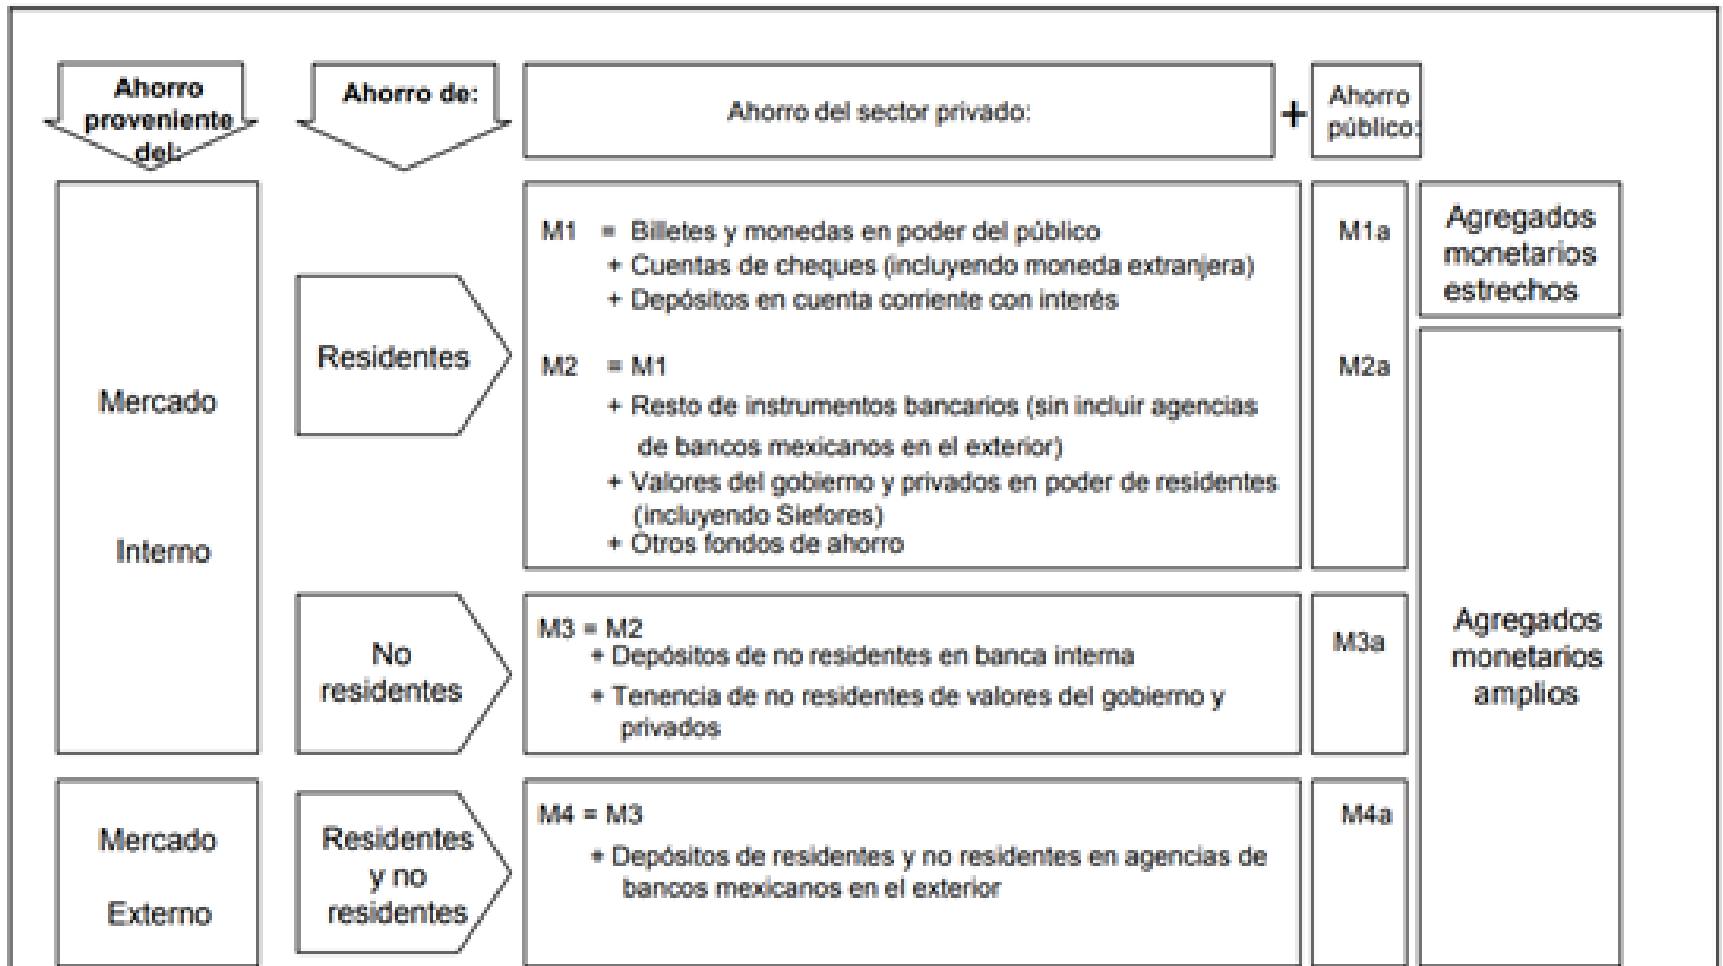 Ahorro
proveniente
del:
Ahorro de:
Ahorro del sector privado:
+
Ahorro
público:
Mercado
Interno
Residentes
M1 = Billetes y monedas en poder del público
+ Cuentas de cheques (incluyendo moneda extranjera)
+ Depósitos en cuenta corriente con interés
M2 = M1
+ Resto de instrumentos bancarios (sin incluir agencias
de bancos mexicanos en el exterior)
+ Valores del gobierno y privados en poder de residentes
(incluyendo Siefores)
+ Otros fondos de ahorro
M1a
M2a
Agregados
monetarios
estrechos
No
residentes
M3 = M2
+ Depósitos de no residentes en banca interna
+ Tenencia de no residentes de valores del gobierno y
privados
M3a
Agregados
monetarios
amplios
Mercado
Externo
Residentes
y no
residentes
M4 = M3
+ Depósitos de residentes y no residentes en agencias de
bancos mexicanos en el exterior
M4a